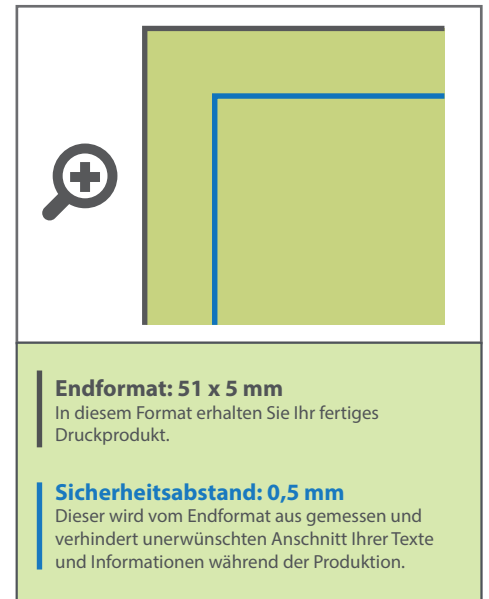 Endformat: 51 x 5 mm
In diesem Format erhalten Sie Ihr fertiges
Druckprodukt.
Sicherheitsabstand: 0,5 mm
Dieser wird vom Endformat aus gemessen und
verhindert unerwünschten Anschnitt Ihrer Texte
und Informationen während der Produktion.